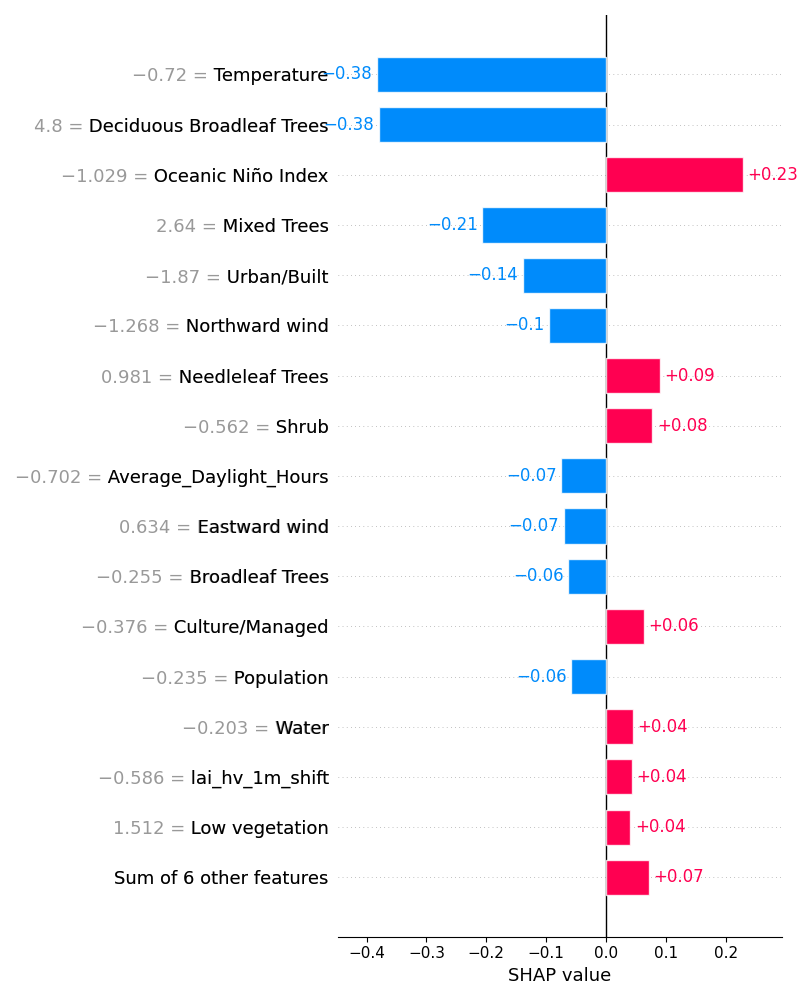 −0.72 = Temperature −0.38
4.8 = Deciduous Broadleaf Trees −0.38
−1.029 = Oceanic Niño Index +0.23
2.64 = Mixed Trees −0.21
−1.87 = Urban/Built −0.14
−1.268 = Northward wind −0.1
0.981 = Needleleaf Trees +0.09
−0.562 = Shrub +0.08
−0.702 = Average_Daylight_Hours −0.07
0.634 = Eastward wind −0.07
−0.255 = Broadleaf Trees −0.06
−0.376 = Culture/Managed +0.06
−0.235 = Population −0.06
−0.203 = Water +0.04
−0.586 = lai_hv_1m_shift +0.04
1.512 = Low vegetation +0.04
Sum of 6 other features +0.07
−0.4 −0.3 −0.2 −0.1 0.0 0.1 0.2
SHAP value